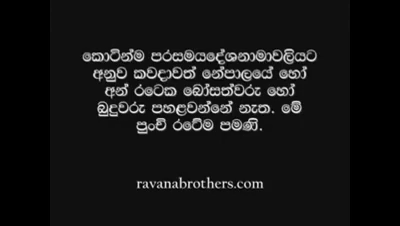 කොටින්ම පරසමයදේශනාමාවලියට
අනුව කවදාවත් නේපාලයේ හෝ
අන් රටෙක බෝසත්වරු හෝ
බුදුවරු පහළවන්නේ නැත. මේ
පුංචි රටේම පමණි.
ravanabrothers.com